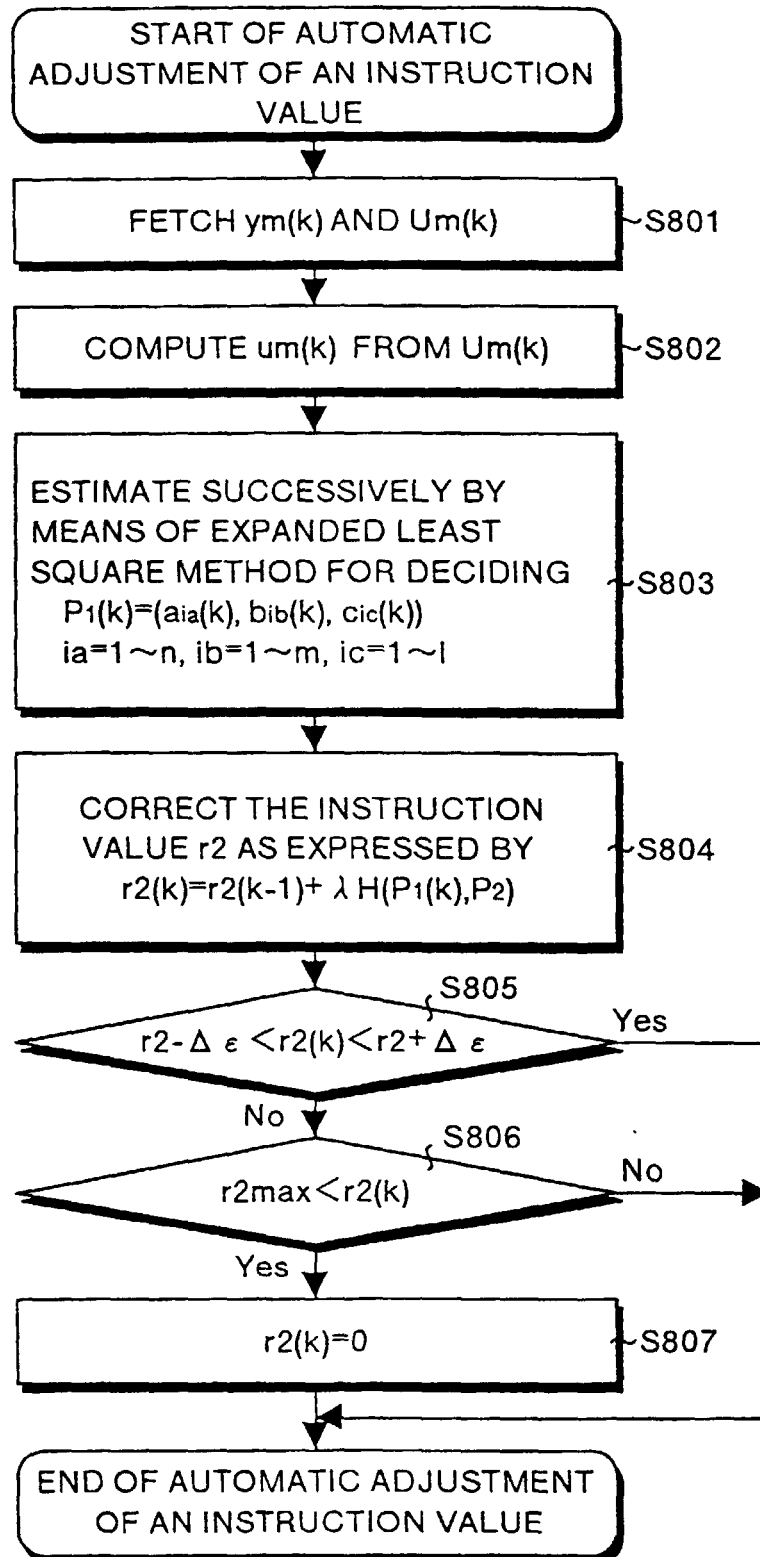 START OF AUTOMATIC
ADJUSTMENT OF AN INSTRUCTION
VALUE
FETCH ym(k) AND Um(k)
S801
COMPUTE um(k) FROM Um(k)
S802
ESTIMATE SUCCESSIVELY BY
MEANS OF EXPANDED LEAST
SQUARE METHOD FOR DECIDING
P1(k)=(aia(k), bib(k), cic(k))
ia=1~n, ib=1~m, ic=1~l
S803
CORRECT THE INSTRUCTION
VALUE r2 AS EXPRESSED BY
r2(k)=r2(k-1)+ λ H(P1(k),P2)
S804
S805
r2-Δ ε <r2(k)<r2+Δ ε
Yes
No
S806
r2max<r2(k)
No
Yes
r2(k)=0
S807
END OF AUTOMATIC ADJUSTMENT
OF AN INSTRUCTION VALUE